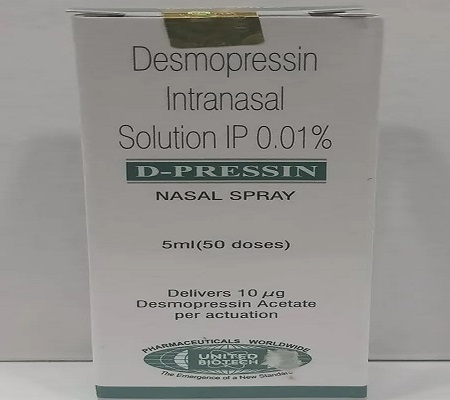 Desmopressin
Intranasal
Solution IP 0.01%
D-PRESSIN
NASAL SPRAY
5ml(50 doses)
Delivers 10 µg
Desmopressin Acetate
per actuation
PHARMACEUTICALS WORLDWIDE
UNITED
BIOTECH
The Emergence of a New Standard